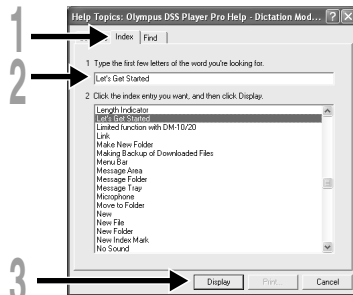 1
2
3
Help Topics: Olympus DSS Player Pro Help - Dictation Mod...
Index
Find
1 Type the first few letters of the word you're looking for.
Let's Get Started
2 Click the index entry you want, and then click Display.
Length Indicator
Let's Get Started
Limited function with DM-10/20
Link
Make New Folder
Making Backup of Downloaded Files
Menu Bar
Message Area
Message Folder
Message Tray
Microphone
Move to Folder
New
New File
New Folder
New Index Mark
No Sound
Display
Print...
Cancel